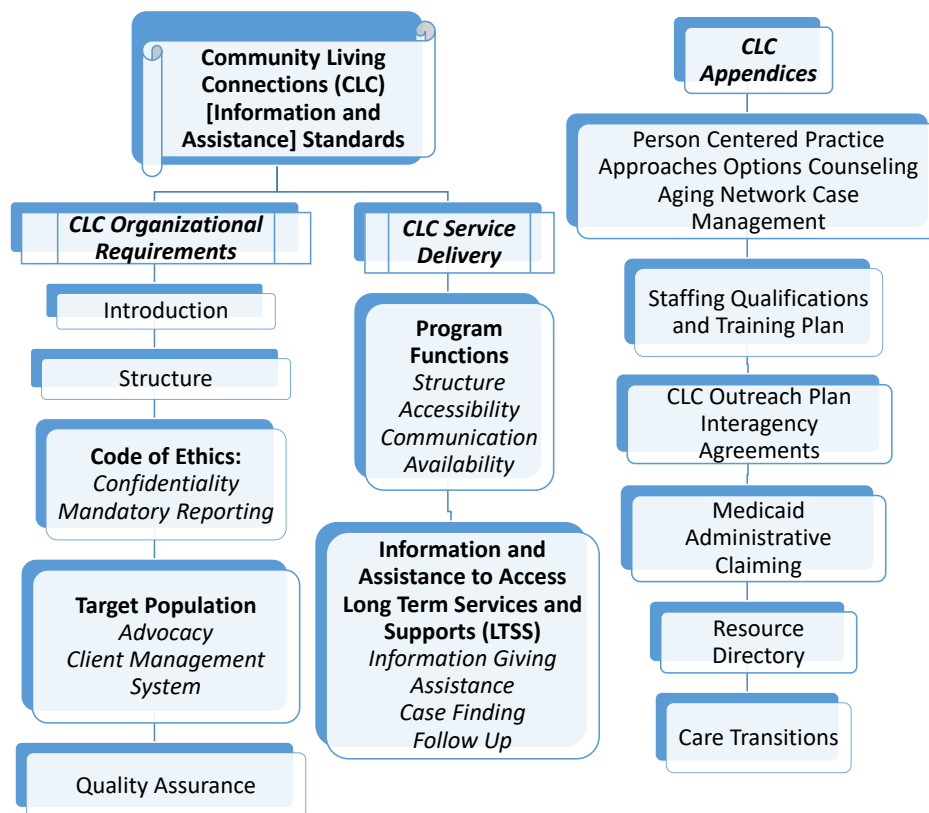 Community Living
Connections (CLC)
[Information and
Assistance] Standards
CLC Organizational
Requirements
Introduction
Structure
Code of Ethics:
Confidentiality
Mandatory Reporting
Target Population
Advocacy
Client Management
System
Quality Assurance
CLC Service
Delivery
Program
Functions
Structure
Accessibility
Communication
Availability
Information and
Assistance to Access
Long Term Services and
Supports (LTSS)
Information Giving
Assistance
Case Finding
Follow Up
CLC
Appendices
Person Centered Practice
Approaches Options Counseling
Aging Network Case
Management
Staffing Qualifications
and Training Plan
CLC Outreach Plan
Interagency
Agreements
Medicaid
Administrative
Claiming
Resource
Directory
Care Transitions